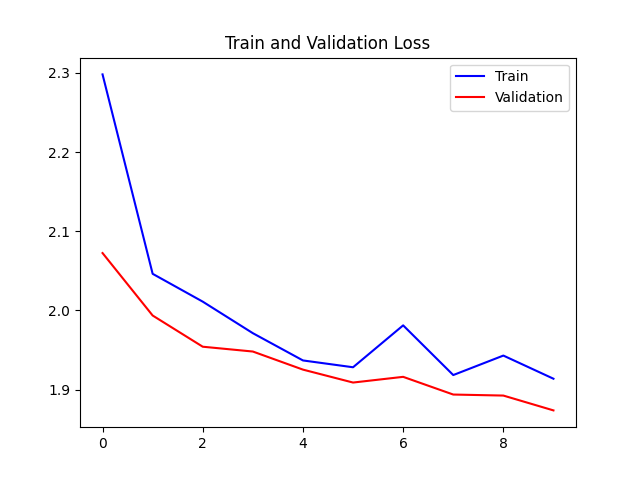 Train and Validation Loss
Train
Validation
2.3
2.2
2.1
2.0
1.9
0 2 4 6 8